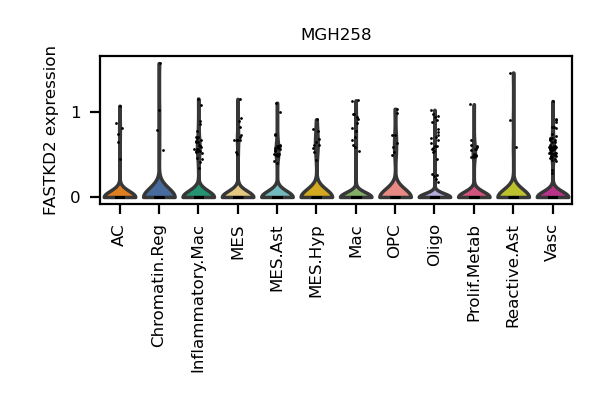 MGH258
FASTKD2 expression
1
0
AC
Chromatin.Reg
Inflammatory.Mac
MES
MES.Ast
MES.Hyp
Mac
OPC
Oligo
Prolif.Metab
Reactive.Ast
Vasc